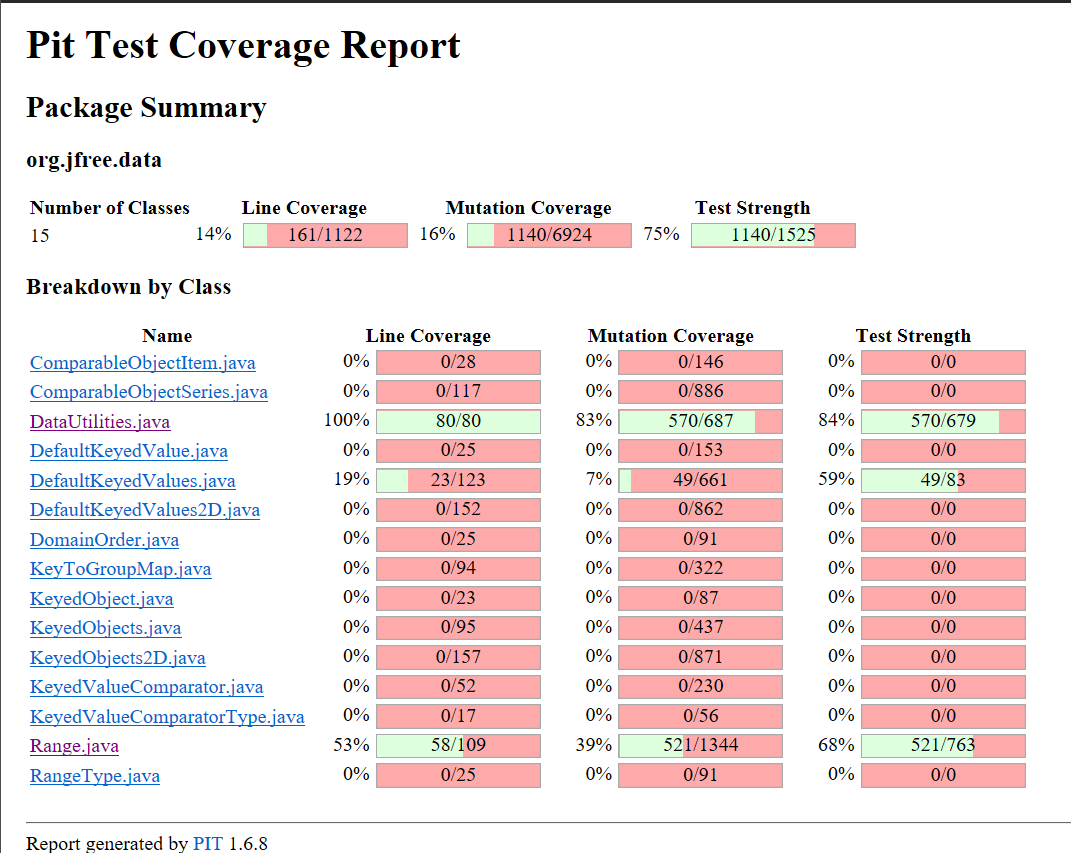 Pit Test Coverage Report
Package Summary
org.jfree.data
Number of Classes Line Coverage Mutation Coverage Test Strength
15 14% 161/1122 16% 1140/6924 75% 1140/1525
Breakdown by Class
Name Line Coverage Mutation Coverage Test Strength
ComparableObjectItem.java 0% 0/28 0% 0/146 0% 0/0
ComparableObjectSeries.java 0% 0/117 0% 0/886 0% 0/0
DataUtilities.java 100% 80/80 83% 570/687 84% 570/679
DefaultKeyedValue.java 0% 0/25 0% 0/153 0% 0/0
DefaultKeyedValues.java 19% 23/123 7% 49/661 59% 49/83
DefaultKeyedValues2D.java 0% 0/152 0% 0/862 0% 0/0
DomainOrder.java 0% 0/25 0% 0/91 0% 0/0
KeyToGroupMap.java 0% 0/94 0% 0/322 0% 0/0
KeyedObject.java 0% 0/23 0% 0/87 0% 0/0
KeyedObjects.java 0% 0/95 0% 0/437 0% 0/0
KeyedObjects2D.java 0% 0/157 0% 0/871 0% 0/0
KeyedValueComparator.java 0% 0/52 0% 0/230 0% 0/0
KeyedValueComparatorType.java 0% 0/17 0% 0/56 0% 0/0
Range.java 53% 58/109 39% 521/1344 68% 521/763
RangeType.java 0% 0/25 0% 0/91 0% 0/0
Report generated by PIT 1.6.8